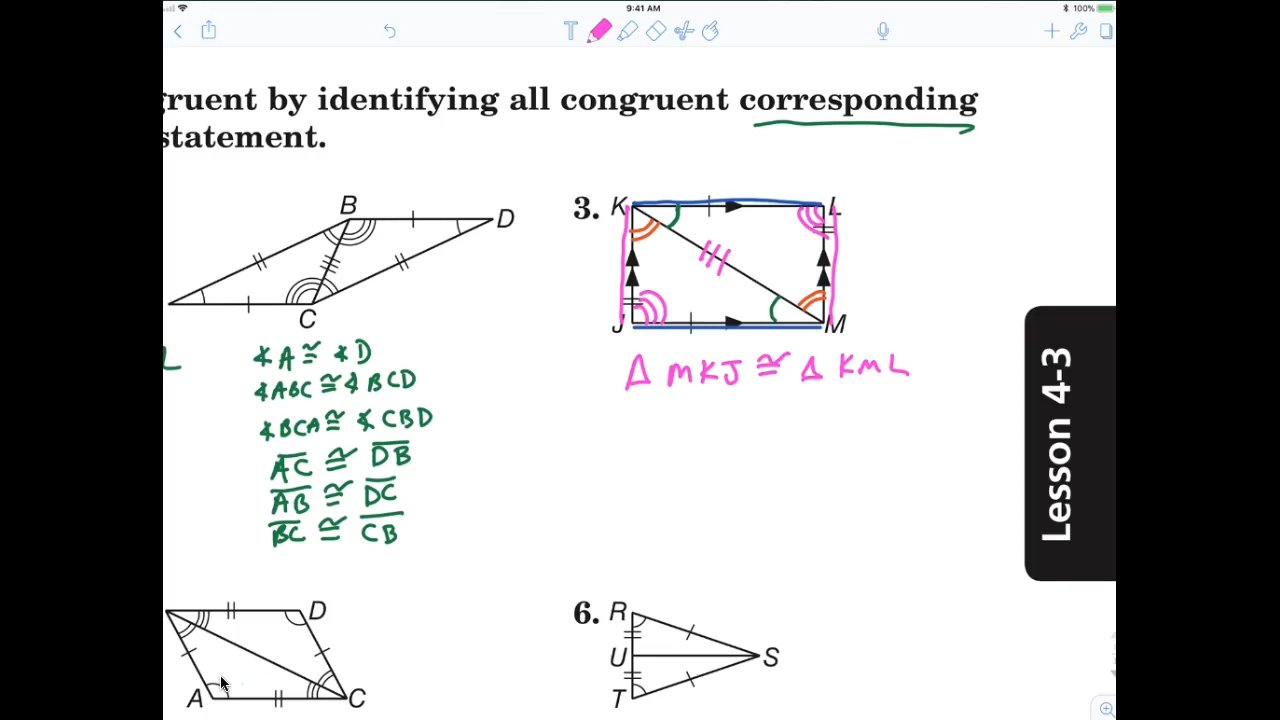 9:41 AM
100%
T
gruent by identifying all congruent corresponding
statement.
B
D
C
∡A ≅ ∡D
∡ABC ≅ ∡BCD
∡BCA ≅ ∡CBD
AC ≅ DB
AB ≅ DC
BC ≅ CB
3. K
L
J
M
Δ MKJ ≅ Δ KML
Lesson 4-3
D
A
C
6. R
U
S
T